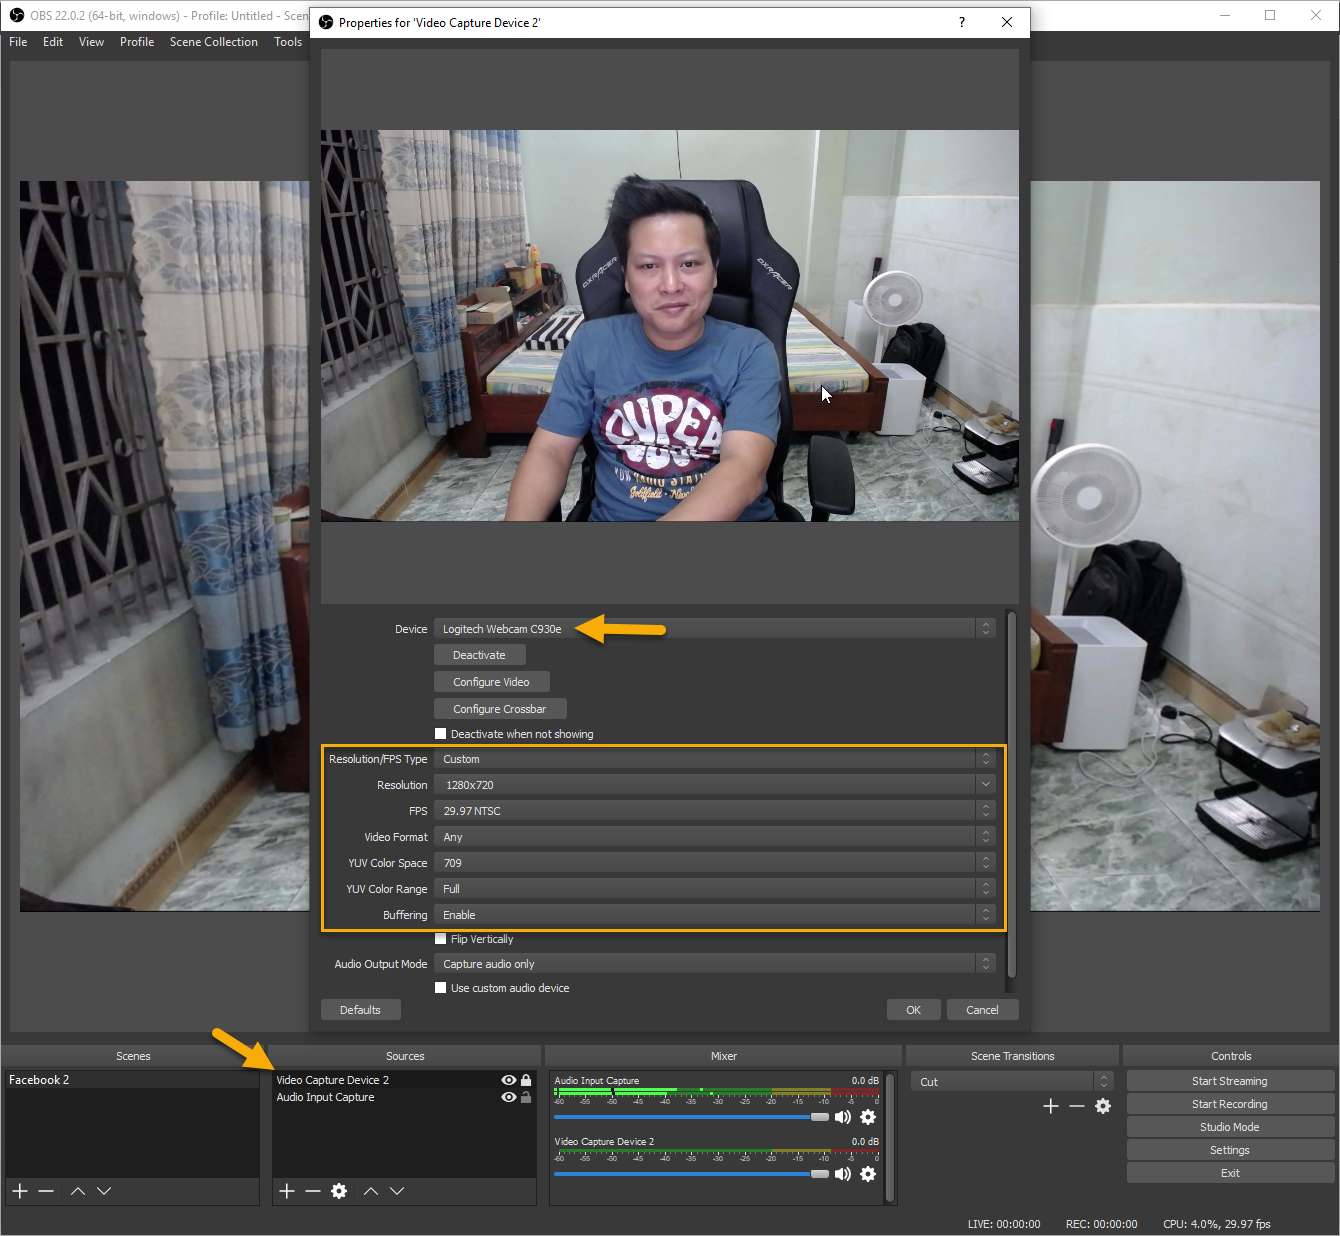 OBS 22.0.2 (64-bit, windows) - Profile: Untitled - Scen
Properties for 'Video Capture Device 2'
?
File Edit View Profile Scene Collection Tools
DXRACER DXRACER
SUPER
Goldfield - 
Device Logitech Webcam C930e
Deactivate
Configure Video
Configure Crossbar
Deactivate when not showing
Resolution/FPS Type Custom
Resolution 1280x720
FPS 29.97 NTSC
Video Format Any
YUV Color Space 709
YUV Color Range Full
Buffering Enable
Flip Vertically
Audio Output Mode Capture audio only
Use custom audio device
Defaults OK Cancel
Scenes
Facebook 2
Sources
Video Capture Device 2
Audio Input Capture
Mixer
Audio Input Capture 0.0 dB
-60 -55 -50 -45 -40 -35 -30 -25 -20 -15 -10 -5 0
Video Capture Device 2 0.0 dB
-60 -55 -50 -45 -40 -35 -30 -25 -20 -15 -10 -5 0
Scene Transitions
Cut
Controls
Start Streaming
Start Recording
Studio Mode
Settings
Exit
LIVE: 00:00:00 REC: 00:00:00 CPU: 4.0%, 29.97 fps